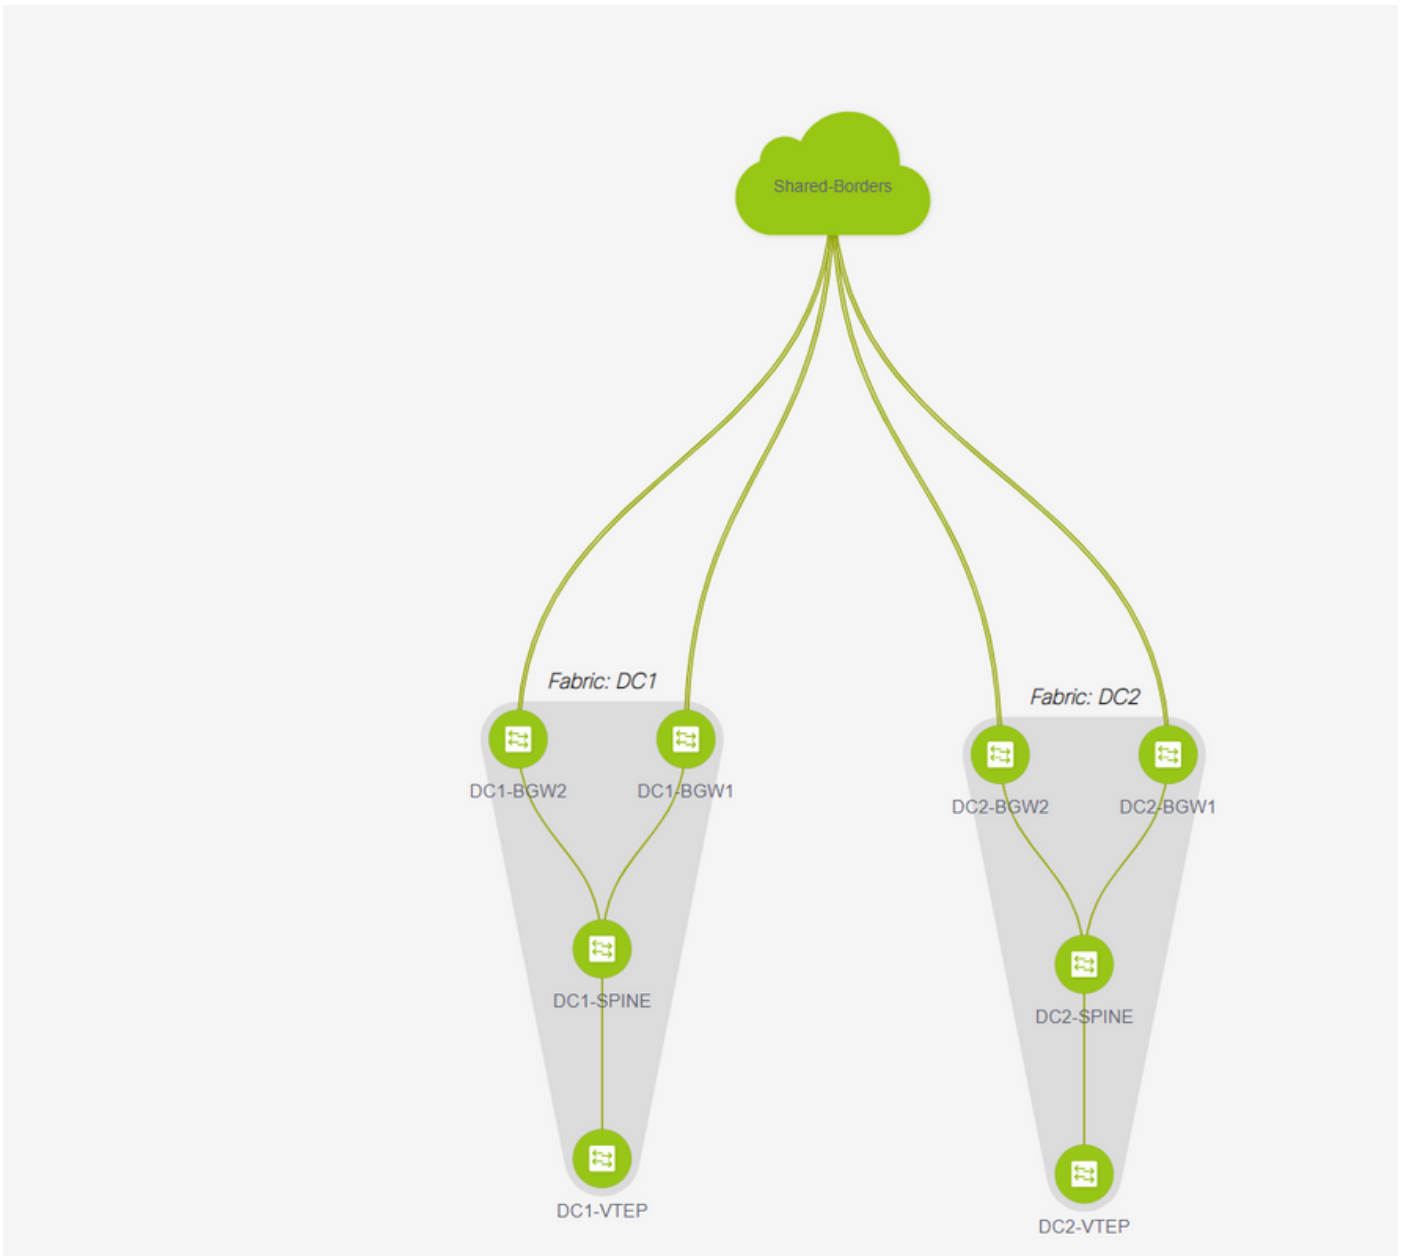 Shared-Borders
Fabric: DC1
Fabric: DC2
DC1-BGW2
DC1-BGW1
DC2-BGW2
DC2-BGW1
DC1-SPINE
DC2-SPINE
DC1-VTEP
DC2-VTEP